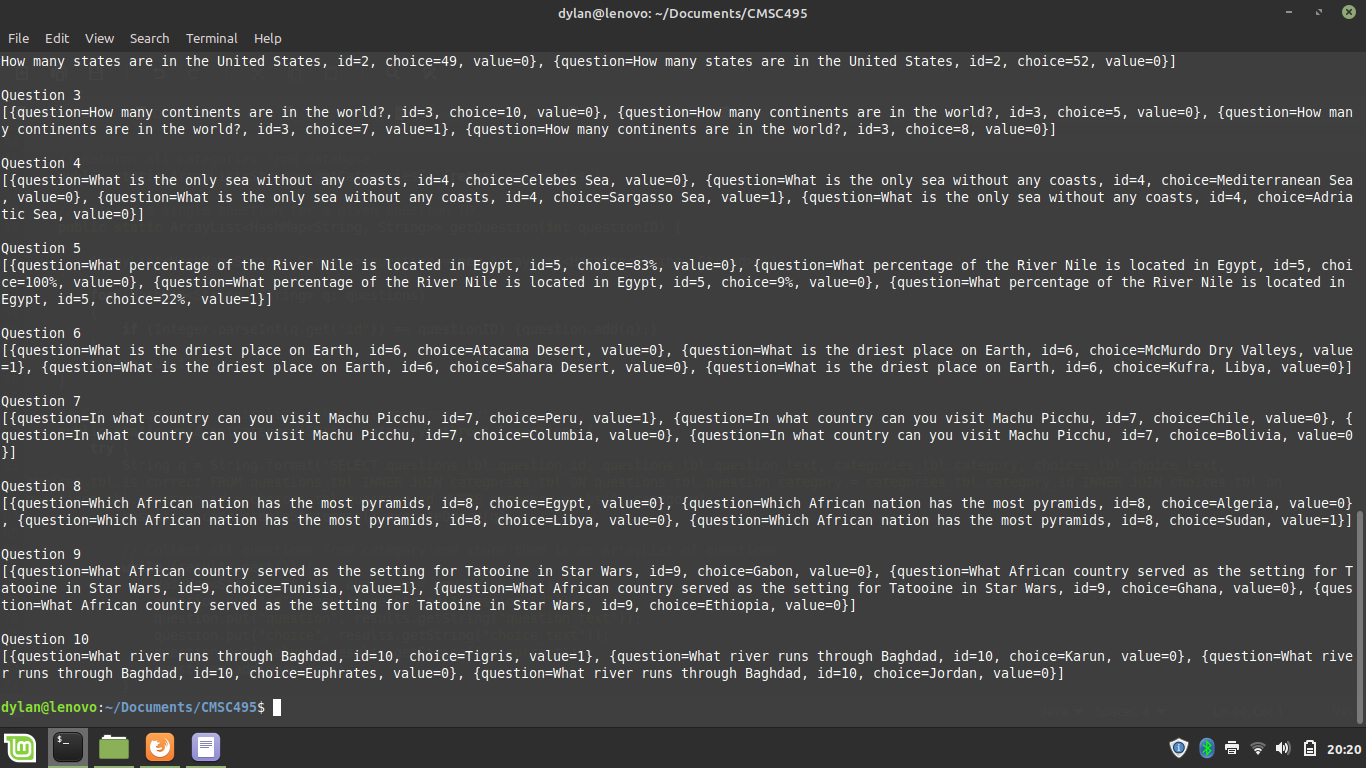 dylan@lenovo: ~/Documents/CMSC495
File Edit View Search Terminal Help
How many states are in the United States, id=2, choice=49, value=0}, {question=How many states are in the United States, id=2, choice=52, value=0}]
Question 3
[{question=How many continents are in the world?, id=3, choice=10, value=0}, {question=How many continents are in the world?, id=3, choice=5, value=0}, {question=How man
y continents are in the world?, id=3, choice=7, value=1}, {question=How many continents are in the world?, id=3, choice=8, value=0}]
Question 4
[{question=What is the only sea without any coasts, id=4, choice=Celebes Sea, value=0}, {question=What is the only sea without any coasts, id=4, choice=Mediterranean Sea
, value=0}, {question=What is the only sea without any coasts, id=4, choice=Sargasso Sea, value=1}, {question=What is the only sea without any coasts, id=4, choice=Adria
tic Sea, value=0}]
Question 5
[{question=What percentage of the River Nile is located in Egypt, id=5, choice=83%, value=0}, {question=What percentage of the River Nile is located in Egypt, id=5, choi
ce=100%, value=0}, {question=What percentage of the River Nile is located in Egypt, id=5, choice=9%, value=0}, {question=What percentage of the River Nile is located in
Egypt, id=5, choice=22%, value=1}]
Question 6
[{question=What is the driest place on Earth, id=6, choice=Atacama Desert, value=0}, {question=What is the driest place on Earth, id=6, choice=McMurdo Dry Valleys, value
=1}, {question=What is the driest place on Earth, id=6, choice=Sahara Desert, value=0}, {question=What is the driest place on Earth, id=6, choice=Kufra, Libya, value=0}]
Question 7
[{question=In what country can you visit Machu Picchu, id=7, choice=Peru, value=1}, {question=In what country can you visit Machu Picchu, id=7, choice=Chile, value=0}, {
question=In what country can you visit Machu Picchu, id=7, choice=Columbia, value=0}, {question=In what country can you visit Machu Picchu, id=7, choice=Bolivia, value=0
}]
Question 8
[{question=Which African nation has the most pyramids, id=8, choice=Egypt, value=0}, {question=Which African nation has the most pyramids, id=8, choice=Algeria, value=0}
, {question=Which African nation has the most pyramids, id=8, choice=Libya, value=0}, {question=Which African nation has the most pyramids, id=8, choice=Sudan, value=1}]
Question 9
[{question=What African country served as the setting for Tatooine in Star Wars, id=9, choice=Gabon, value=0}, {question=What African country served as the setting for T
atooine in Star Wars, id=9, choice=Tunisia, value=1}, {question=What African country served as the setting for Tatooine in Star Wars, id=9, choice=Ghana, value=0}, {ques
tion=What African country served as the setting for Tatooine in Star Wars, id=9, choice=Ethiopia, value=0}]
Question 10
[{question=What river runs through Baghdad, id=10, choice=Tigris, value=1}, {question=What river runs through Baghdad, id=10, choice=Karun, value=0}, {question=What rive
r runs through Baghdad, id=10, choice=Euphrates, value=0}, {question=What river runs through Baghdad, id=10, choice=Jordan, value=0}]
dylan@lenovo:~/Documents/CMSC495$
20:20